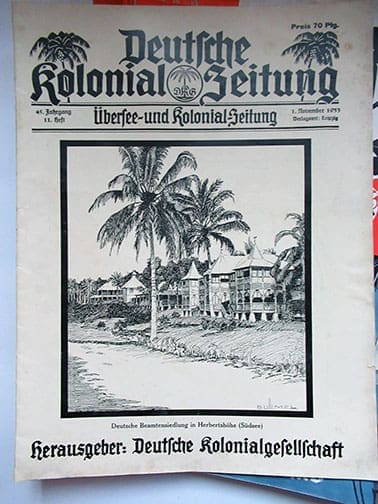 Preis 70 Pfg.
Deutsche
Kolonial Zeitung
DKG
45. Jahrgang
11. Heft
Übersee- und Kolonial-Zeitung
1. November 1933
Verlagsort: Leipzig
Deutsche Beamtensiedlung in Herbertshöhe (Südsee)
Herausgeber: Deutsche Kolonialgesellschaft